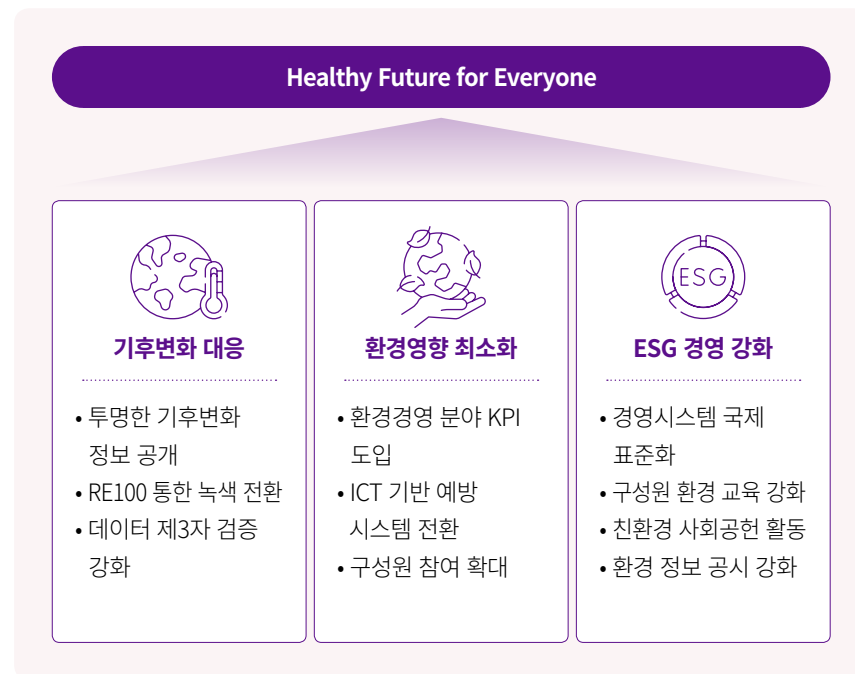 Healthy Future for Everyone
기후변화 대응
• 투명한 기후변화
정보 공개
• RE100 통한 녹색 전환
• 데이터 제3자 검증
강화
환경영향 최소화
• 환경경영 분야 KPI
도입
• ICT 기반 예방
시스템 전환
• 구성원 참여 확대
ESG
ESG 경영 강화
• 경영시스템 국제
표준화
• 구성원 환경 교육 강화
• 친환경 사회공헌 활동
• 환경 정보 공시 강화